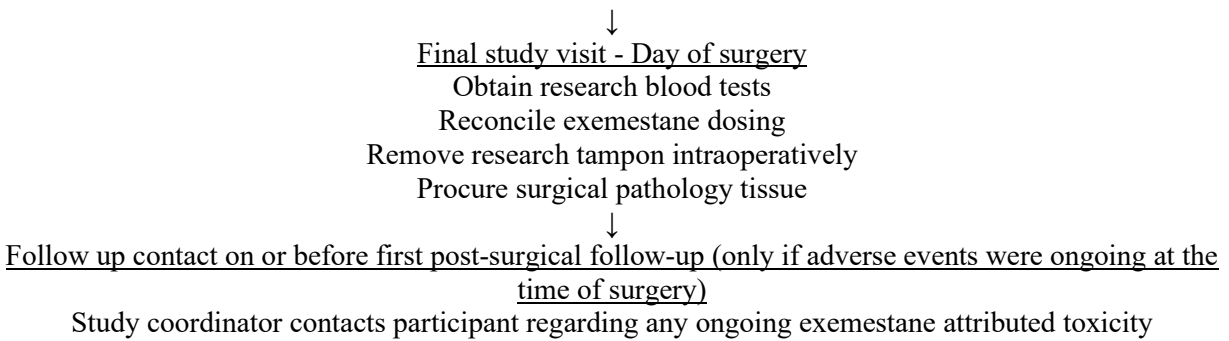 ↓
Final study visit - Day of surgery
Obtain research blood tests
Reconcile exemestane dosing
Remove research tampon intraoperatively
Procure surgical pathology tissue
↓
Follow up contact on or before first post-surgical follow-up (only if adverse events were ongoing at the
time of surgery)
Study coordinator contacts participant regarding any ongoing exemestane attributed toxicity